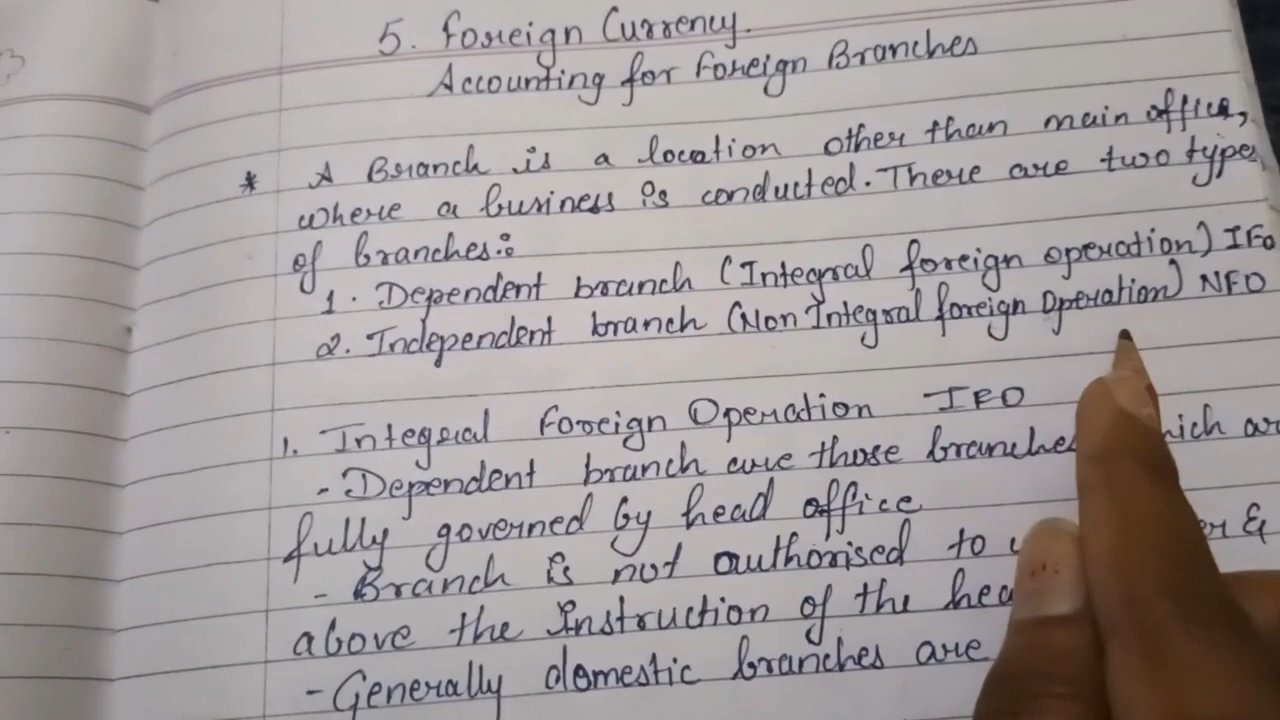 5. Foreign Currency.
Accounting for Foreign Branches
* A Branch is a location other than main office,
where a business is conducted. There are two type
of branches:
1. Dependent branch (Integral foreign operation) IFO
2. Independent branch (Non Integral foreign Operation) NFO
1. Integral Foreign Operation IFO
- Dependent branch are those branches which are
fully governed by head office
- Branch is not authorised to &
above the Instruction of the
- Generally domestic branches are